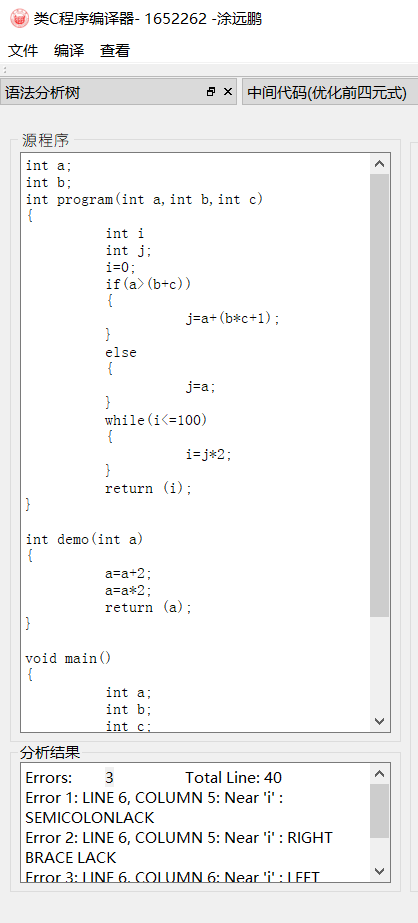 类C程序编译器- 1652262 -涂远鹏
文件 编译 查看
语法分析树 中间代码(优化前四元式)
源程序
int a;
int b;
int program(int a,int b,int c)
{
int i
int j;
i=0;
if(a>(b+c))
{
j=a+(b*c+1);
}
else
{
j=a;
}
while(i<=100)
{
i=j*2;
}
return (i);
}
int demo(int a)
{
a=a+2;
a=a*2;
return (a);
}
void main()
{
int a;
int b;
int c;
分析结果
Errors: 3 Total Line: 40
Error 1: LINE 6, COLUMN 5: Near 'i' :
SEMICOLONLACK
Error 2: LINE 6, COLUMN 5: Near 'i' : RIGHT
BRACE LACK
Error 3: LINE 6, COLUMN 6: Near 'i' : LEFT